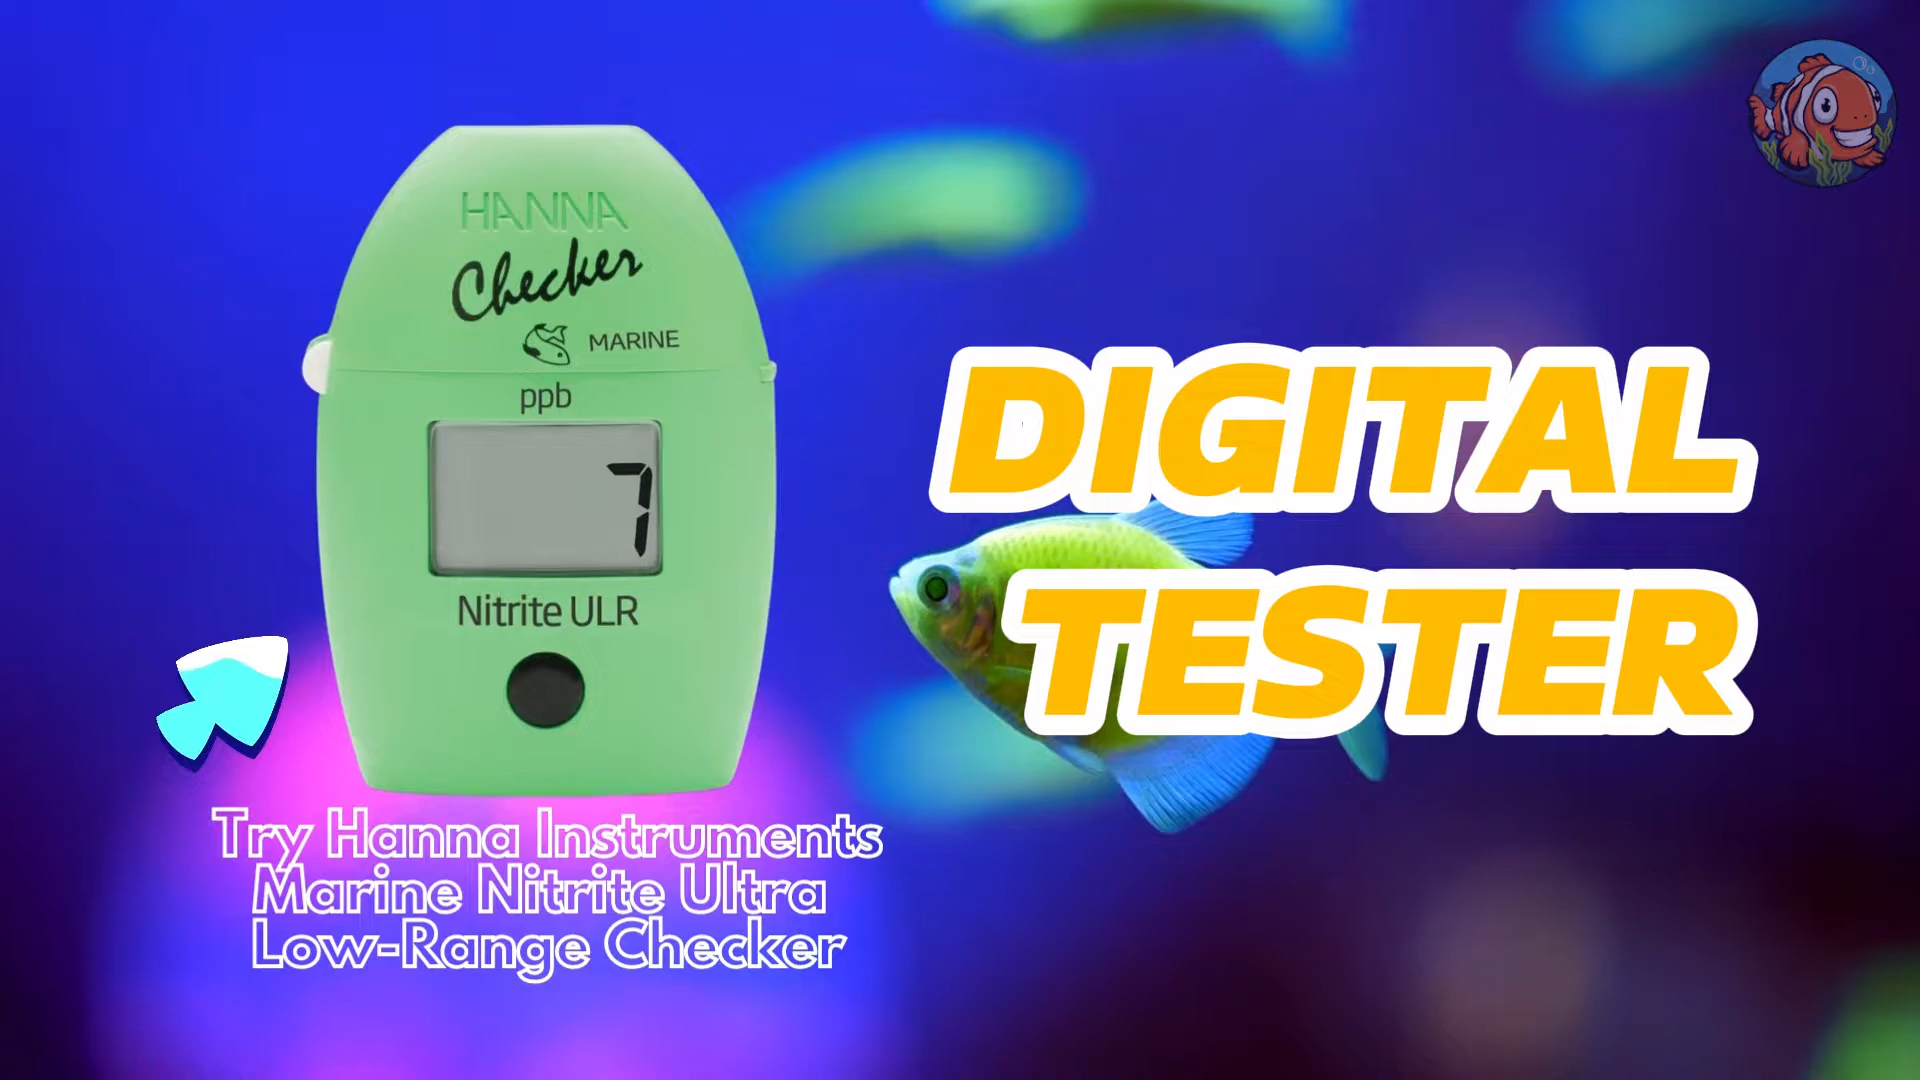 HANNA
Checker
MARINE
ppb
7
Nitrite ULR
DIGITAL
TESTER
Try Hanna Instruments
Marine Nitrite Ultra
Low-Range Checker